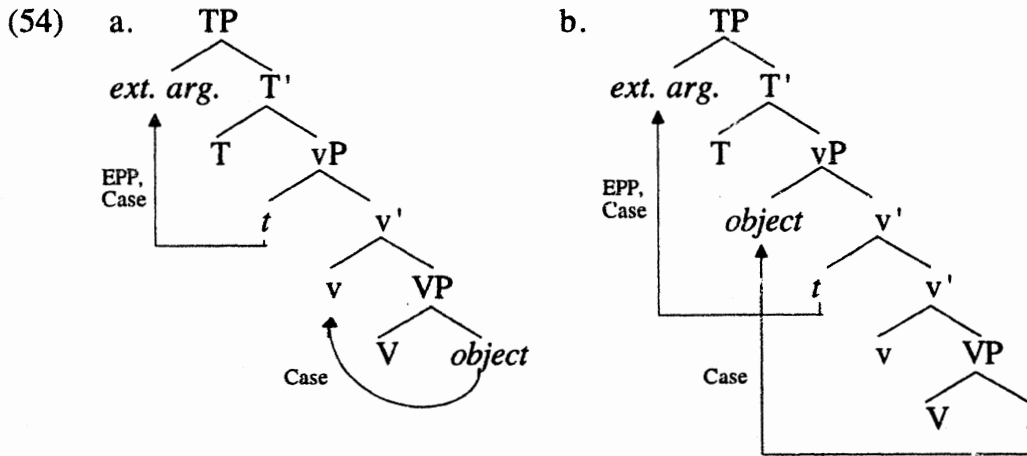 (54) a. TP b. TP
ext. arg. T' ext. arg. T'
T vP T vP
EPP, Case t v' EPP, Case object v'
v VP t v'
Case V object Case v VP
V